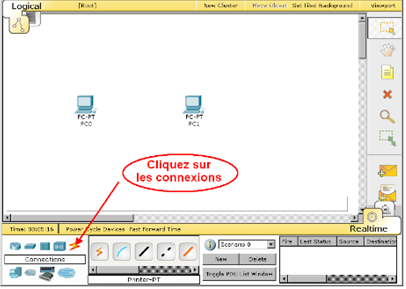 Logical [Root] New Cluster Move Object Set Tiled Background Viewport
PC-PT
PC0
PC-PT
PC1
Cliquez sur
les connexions
Time: 00:05:16 Power Cycle Devices Fast Forward Time Realtime
Scenario 0
Fire Last Status Source Destination
New Delete
Connections
Toggle PDU List Window
Printer-PT